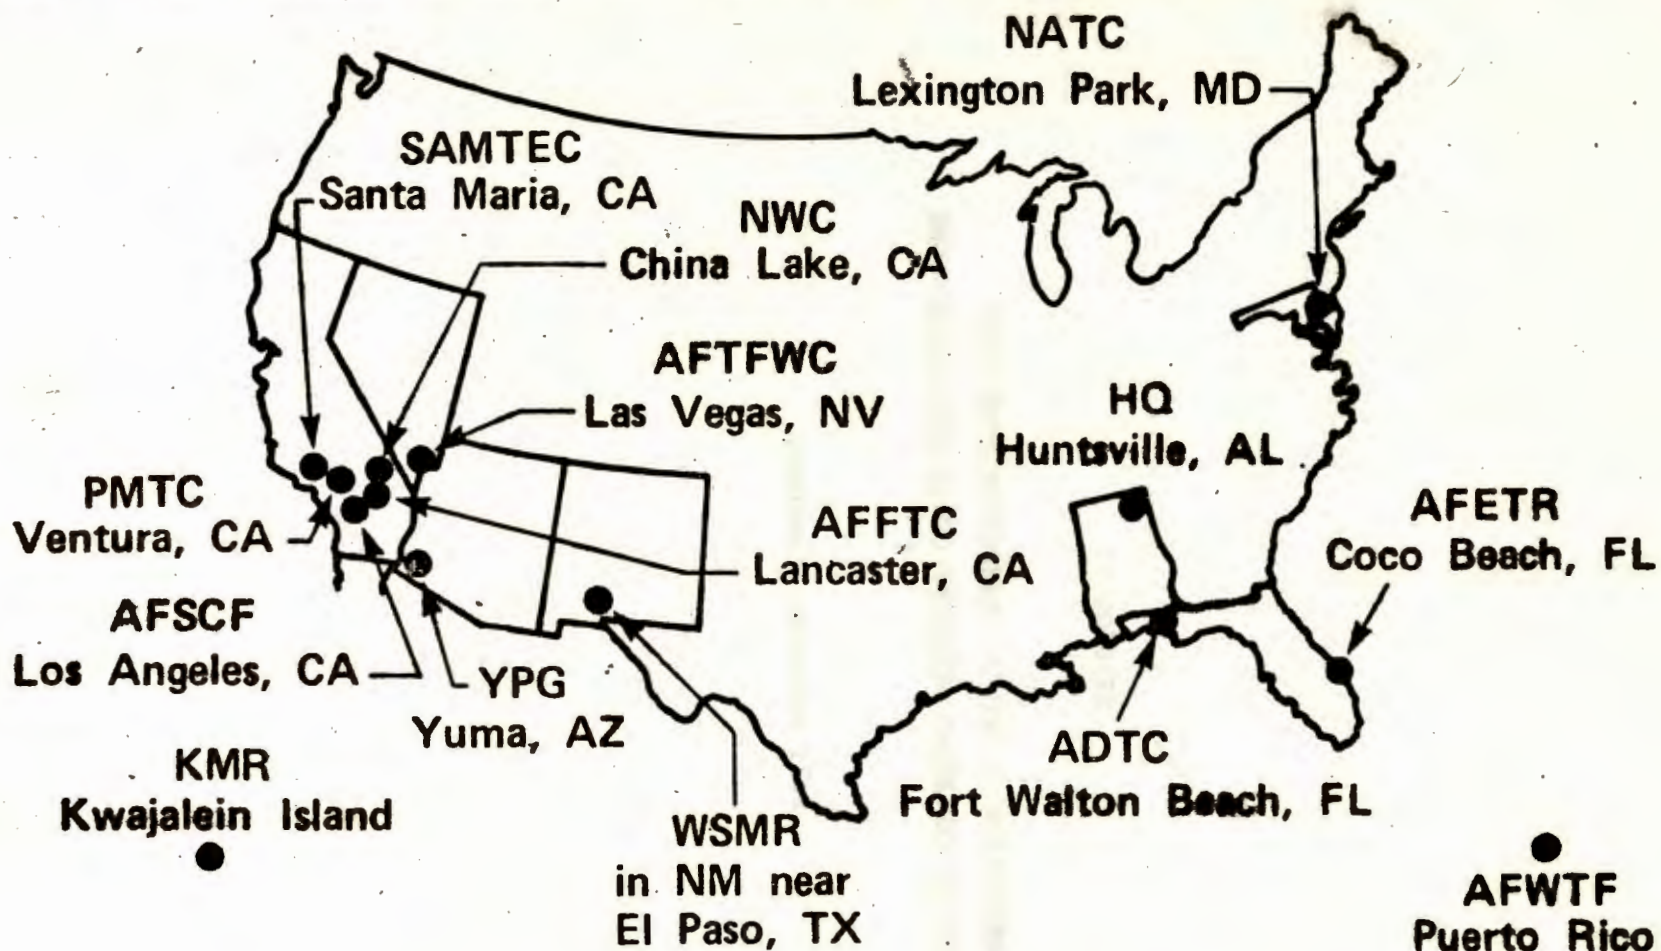 NATC
Lexington Park, MD
SAMTEC
Santa Maria, CA
NWC
China Lake, CA
AFTFWC
Las Vegas, NV
HQ
Huntsville, AL
PMTC
Ventura, CA
AFFTC
Lancaster, CA
AFETR
Coco Beach, FL
AFSCF
Los Angeles, CA
YPG
Yuma, AZ
ADTC
Fort Walton Beach, FL
KMR
Kwajalein Island
WSMR
in NM near
El Paso, TX
AFWTF
Puerto Rico